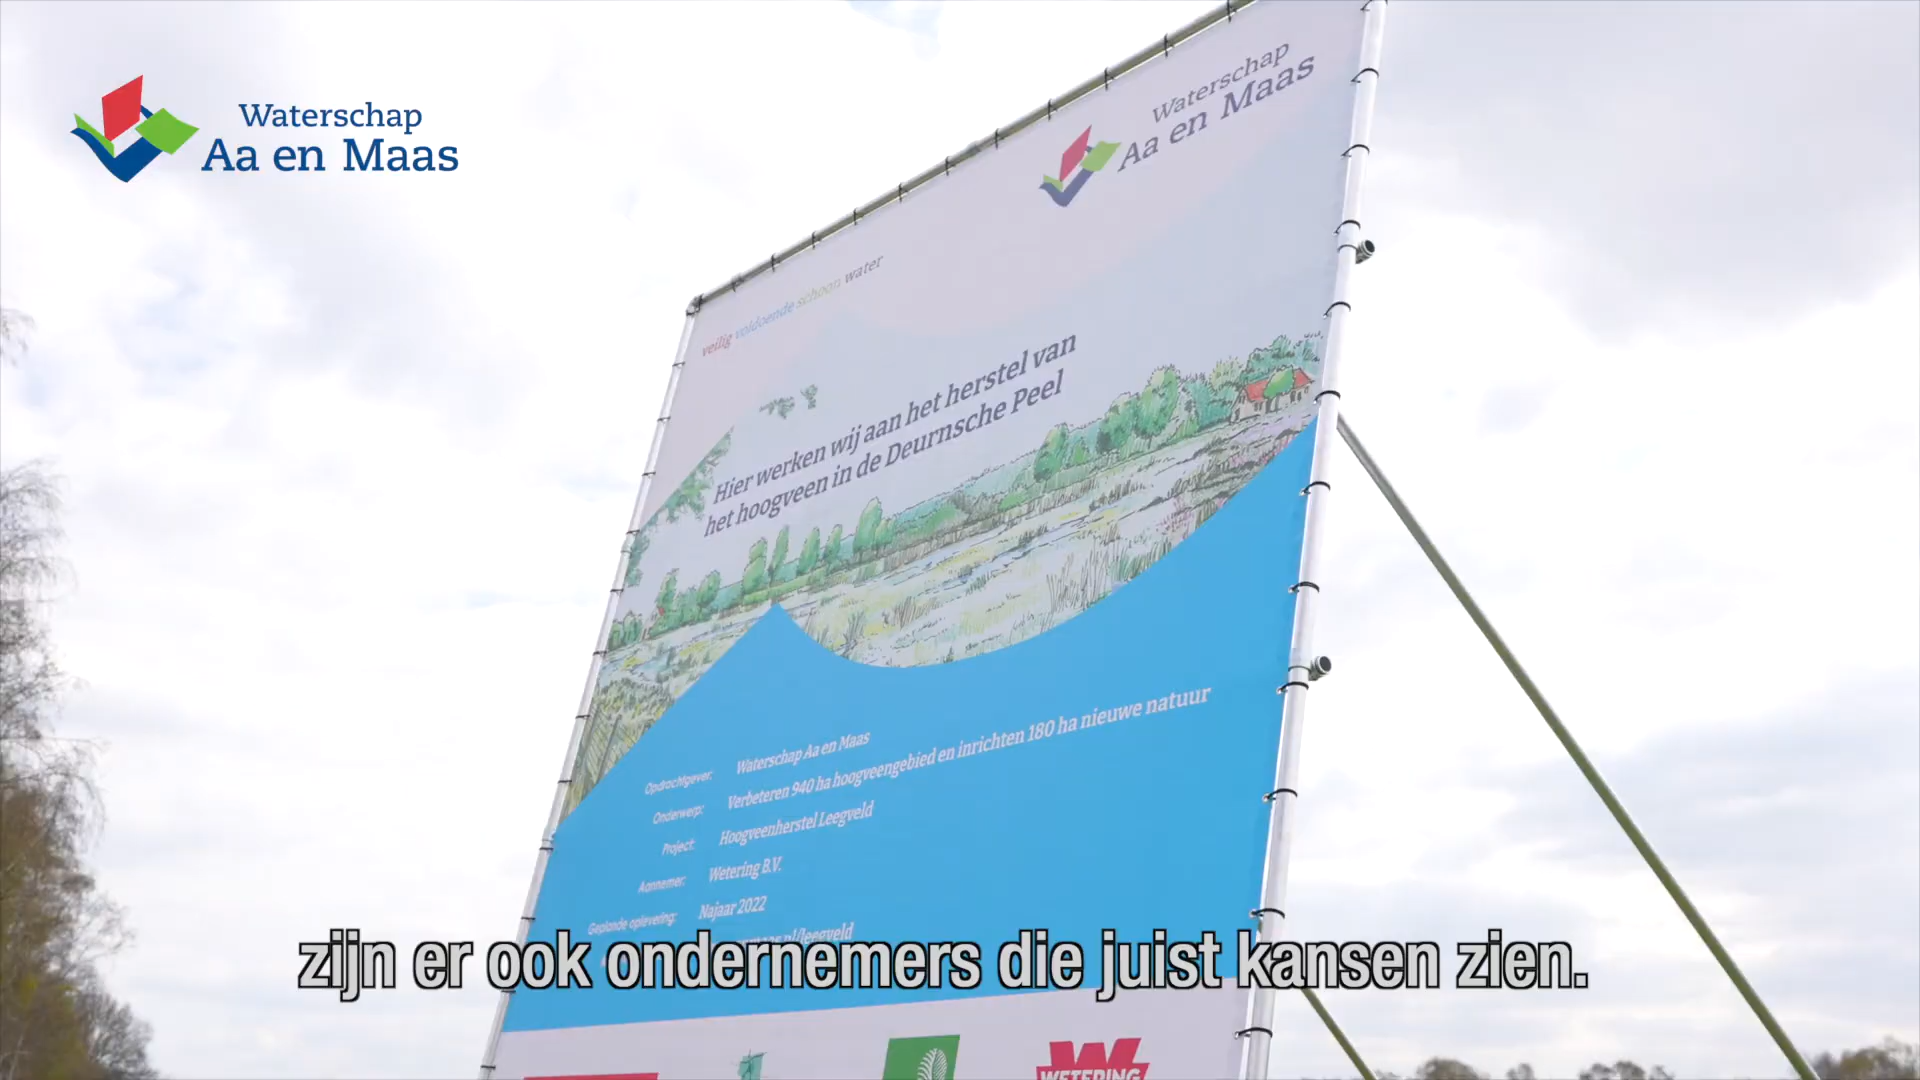 Waterschap
Aa en Maas
Waterschap
Aa en Maas
veilig voldoende schoon water
Hier werken wij aan het herstel van
het hoogveen in de Deurnsche Peel
Opdrachtgever: Waterschap Aa en Maas
Onderwerp: Verbeteren 940 ha hoogveengebied en inrichten 180 ha nieuwe natuur
Project: Hoogveenherstel Leegveld
Aannemer: Wetering B.V.
Geplande oplevering: Najaar 2022
zijn er ook ondernemers die juist kansen zien.
WETERING